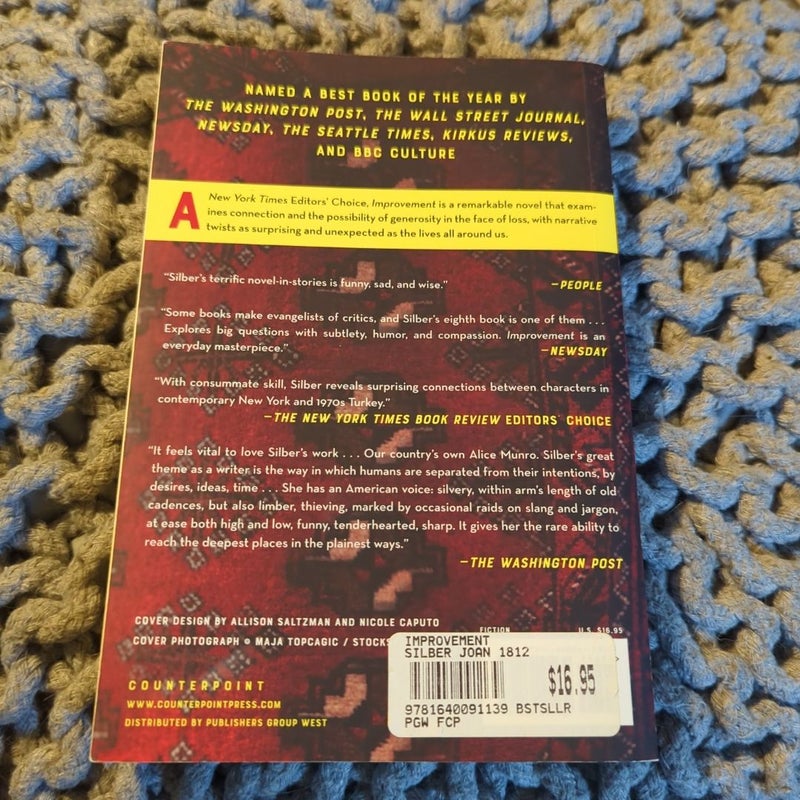 NAMED A BEST BOOK OF THE YEAR BY
THE WASHINGTON POST, THE WALL STREET JOURNAL,
NEWSDAY, THE SEATTLE TIMES, KIRKUS REVIEWS,
AND BBC CULTURE
A New York Times Editors' Choice, Improvement is a remarkable novel that exam-
ines connection and the possibility of generosity in the face of loss, with narrative
twists as surprising and unexpected as the lives all around us.
"Silber's terrific novel-in-stories is funny, sad, and wise."
—PEOPLE
"Some books make evangelists of critics, and Silber's eighth book is one of them . . .
Explores big questions with subtlety, humor, and compassion. Improvement is an
everyday masterpiece."
—NEWSDAY
"With consummate skill, Silber reveals surprising connections between characters in
contemporary New York and 1970s Turkey."
—THE NEW YORK TIMES BOOK REVIEW EDITORS' CHOICE
"It feels vital to love Silber's work . . . Our country's own Alice Munro. Silber's great
theme as a writer is the way in which humans are separated from their intentions, by
desires, ideas, time . . . She has an American voice: silvery, within arm's length of old
cadences, but also limber, thieving, marked by occasional raids on slang and jargon,
at ease both high and low, funny, tenderhearted, sharp. It gives her the rare ability to
reach the deepest places in the plainest ways."
—THE WASHINGTON POST
COVER DESIGN BY ALLISON SALTZMAN AND NICOLE CAPUTO
COVER PHOTOGRAPH © MAJA TOPCAGIC / STOCKS
FICTION U.S. $16.95
COUNTERPOINT
WWW.COUNTERPOINTPRESS.COM
DISTRIBUTED BY PUBLISHERS GROUP WEST
IMPROVEMENT
SILBER JOAN 1812
$16.95
9781640091139 BSTSLLR
PGW FCP